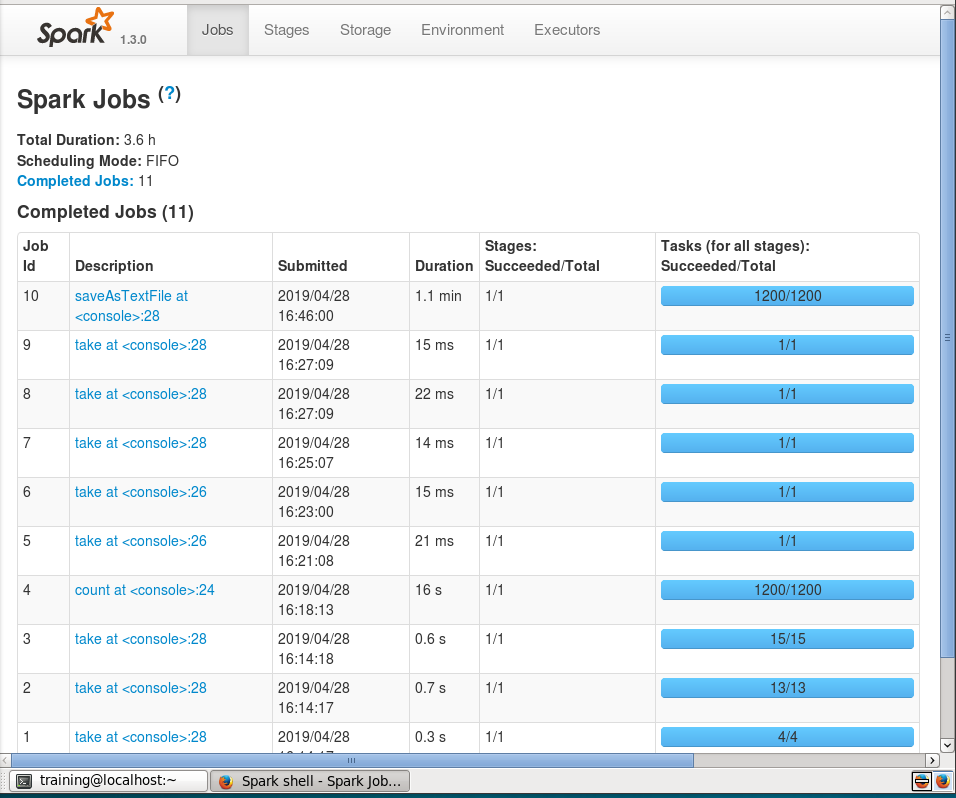 Spark 1.3.0 Jobs Stages Storage Environment Executors
Spark Jobs (?)
Total Duration: 3.6 h
Scheduling Mode: FIFO
Completed Jobs: 11
Completed Jobs (11)
Job Id Description Submitted Duration Stages: Succeeded/Total Tasks (for all stages): Succeeded/Total
10 saveAsTextFile at <console>:28 2019/04/28 16:46:00 1.1 min 1/1 1200/1200
9 take at <console>:28 2019/04/28 16:27:09 15 ms 1/1 1/1
8 take at <console>:28 2019/04/28 16:27:09 22 ms 1/1 1/1
7 take at <console>:28 2019/04/28 16:25:07 14 ms 1/1 1/1
6 take at <console>:26 2019/04/28 16:23:00 15 ms 1/1 1/1
5 take at <console>:26 2019/04/28 16:21:08 21 ms 1/1 1/1
4 count at <console>:24 2019/04/28 16:18:13 16 s 1/1 1200/1200
3 take at <console>:28 2019/04/28 16:14:18 0.6 s 1/1 15/15
2 take at <console>:28 2019/04/28 16:14:17 0.7 s 1/1 13/13
1 take at <console>:28 2019/04/28 0.3 s 1/1 4/4
training@localhost:~ Spark shell - Spark Job...